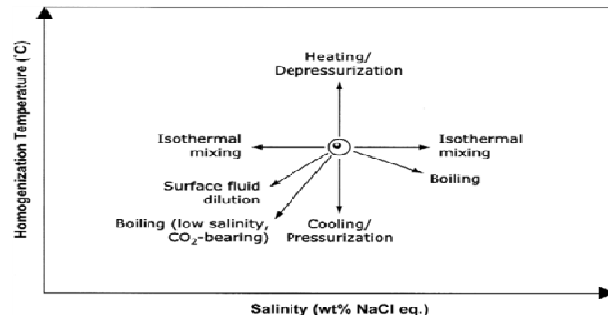 Homogenization Temperature (°C)
Heating/
Depressurization
Isothermal
mixing
Isothermal
mixing
Surface fluid
dilution
Boiling
Boiling (low salinity,
CO₂-bearing)
Cooling/
Pressurization
Salinity (wt% NaCl eq.)